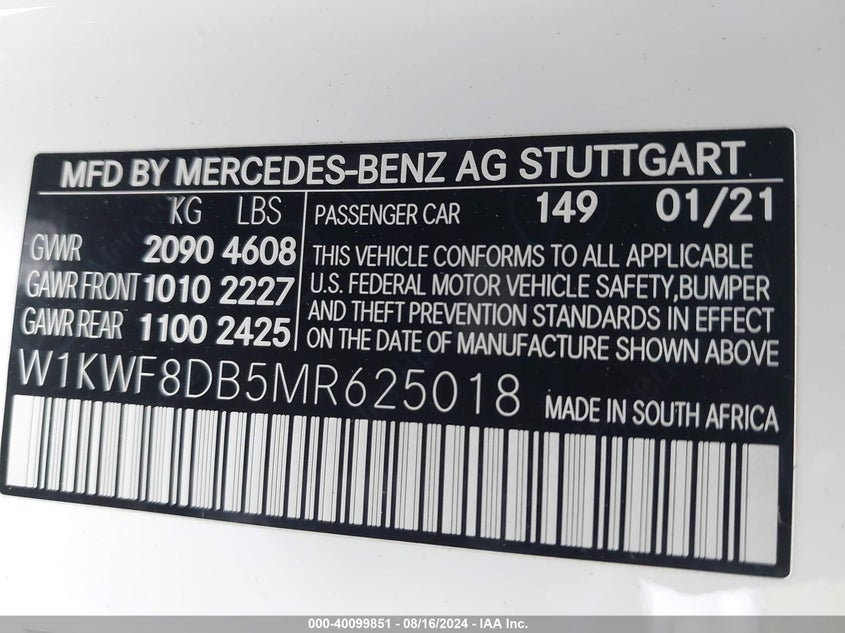 MFD BY MERCEDES-BENZ AG STUTTGART
KG LBS
GVWR 2090 4608
GAWR FRONT 1010 2227
GAWR REAR 1100 2425
PASSENGER CAR 149 01/21
THIS VEHICLE CONFORMS TO ALL APPLICABLE
U.S. FEDERAL MOTOR VEHICLE SAFETY,BUMPER
AND THEFT PREVENTION STANDARDS IN EFFECT
ON THE DATE OF MANUFACTURE SHOWN ABOVE
W1KWF8DB5MR625018
MADE IN SOUTH AFRICA
000-40099851 - 08/16/2024 - IAA Inc.